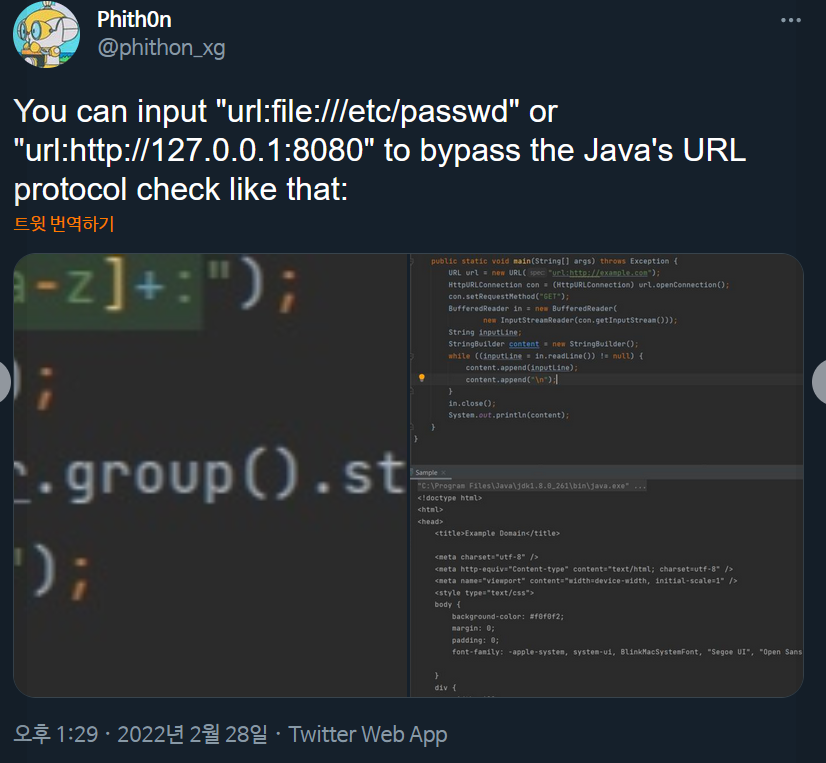 Phith0n
@phithon_xg
You can input "url:file:///etc/passwd" or
"url:http://127.0.0.1:8080" to bypass the Java's URL
protocol check like that:
트윗 번역하기
a-z]+:");
);
r.group().st
");
public static void main(String[] args) throws Exception {
URL url = new URL( spec: "url:http://example.com");
HttpURLConnection con = (HttpURLConnection) url.openConnection();
con.setRequestMethod("GET");
BufferedReader in = new BufferedReader(
new InputStreamReader(con.getInputStream()));
String inputLine;
StringBuilder content = new StringBuilder();
while ((inputLine = in.readLine()) != null) {
content.append(inputLine);
content.append("\n");
}
in.close();
System.out.println(content);
}
}
Sample ×
"C:\Program Files\Java\jdk1.8.0_261\bin\java.exe" ...
<!doctype html>
<html>
<head>
<title>Example Domain</title>
<meta charset="utf-8" />
<meta http-equiv="Content-type" content="text/html; charset=utf-8" />
<meta name="viewport" content="width=device-width, initial-scale=1" />
<style type="text/css">
body {
background-color: #f0f0f2;
margin: 0;
padding: 0;
font-family: -apple-system, system-ui, BlinkMacSystemFont, "Segoe UI", "Open Sans
}
div {
오후 1:29 · 2022년 2월 28일 · Twitter Web App